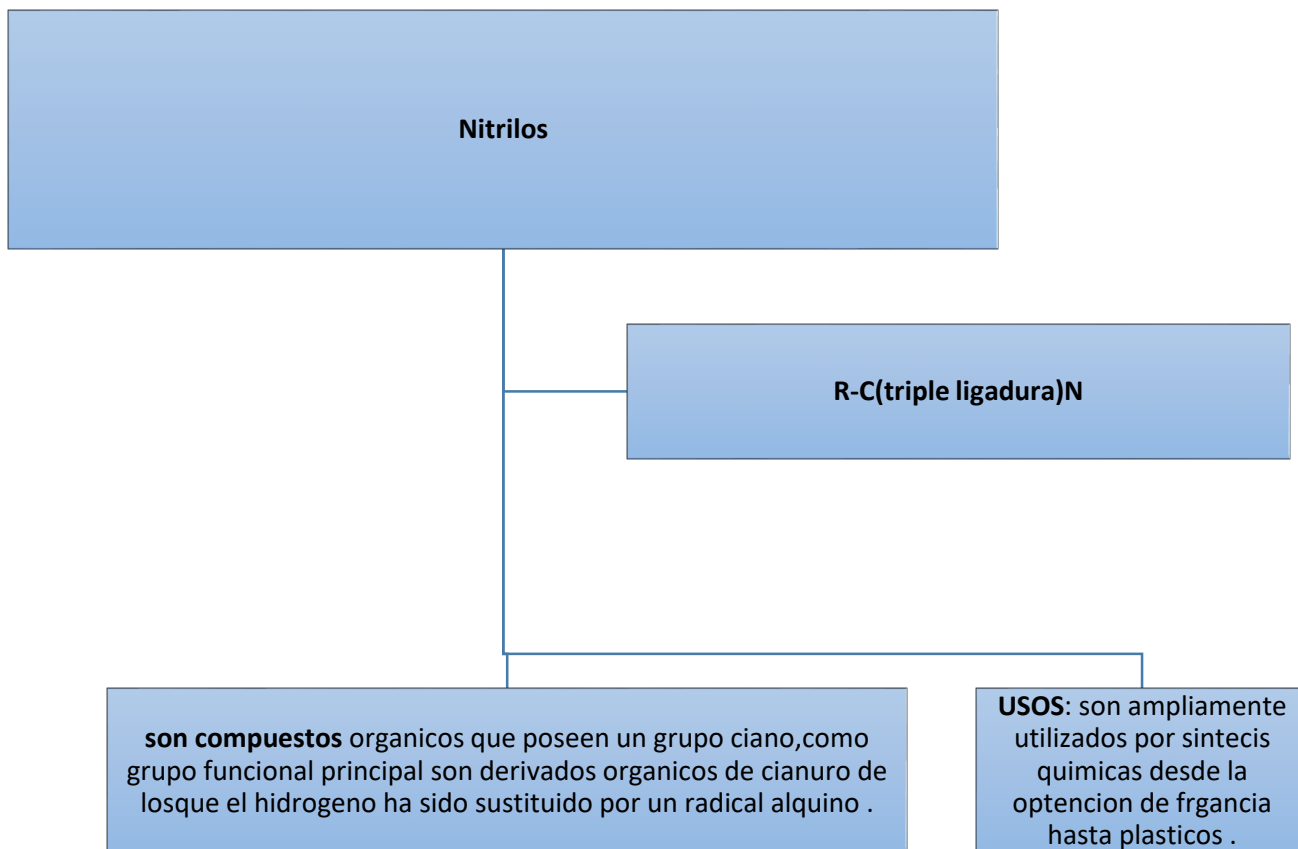 Nitrilos
R-C(triple ligadura)N
son compuestos organicos que poseen un grupo ciano,como
grupo funcional principal son derivados organicos de cianuro de
losque el hidrogeno ha sido sustituido por un radical alquino .
USOS: son ampliamente
utilizados por sintecis
quimicas desde la
optencion de frgancia
hasta plasticos .